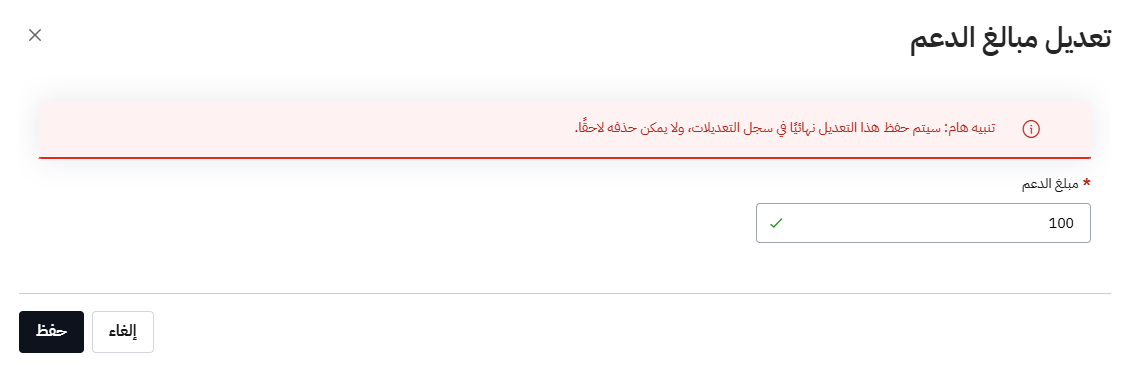 تعديل مبالغ الدعم
تنبيه هام: سيتم حفظ هذا التعديل نهائيًا في سجل التعديلات، ولا يمكن حذفه لاحقًا.
* مبلغ الدعم
100
إلغاء
حفظ